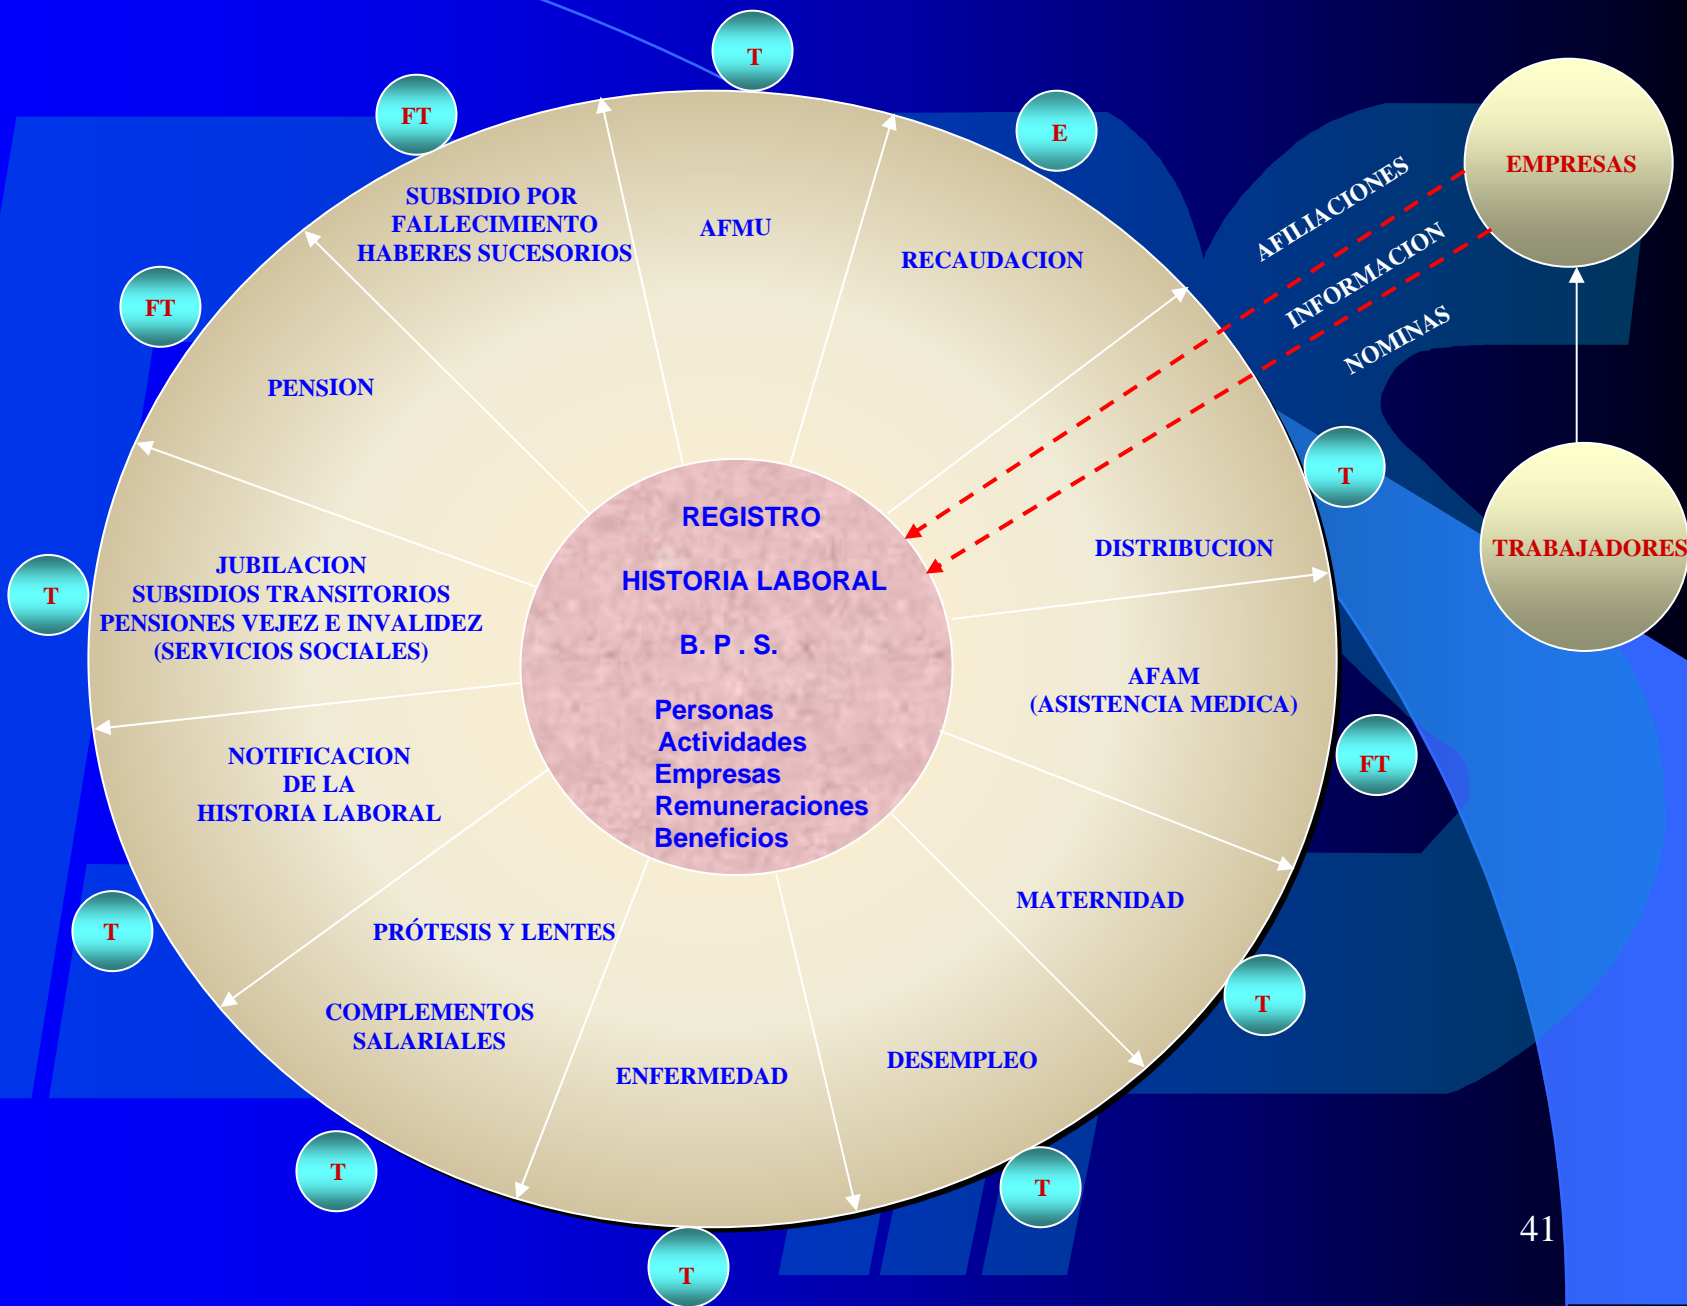 T
FT
E
EMPRESAS
AFILIACIONES
SUBSIDIO POR
FALLECIMIENTO
HABERES SUCESORIOS
AFMU
RECAUDACION
INFORMACION
NOMINAS
FT
PENSION
T
REGISTRO
HISTORIA LABORAL
B. P . S.
Personas
Actividades
Empresas
Remuneraciones
Beneficios
DISTRIBUCION
TRABAJADORES
JUBILACION
SUBSIDIOS TRANSITORIOS
PENSIONES VEJEZ E INVALIDEZ
(SERVICIOS SOCIALES)
T
AFAM
(ASISTENCIA MEDICA)
FT
NOTIFICACION
DE LA
HISTORIA LABORAL
T
MATERNIDAD
T
PRÓTESIS Y LENTES
COMPLEMENTOS
SALARIALES
T
ENFERMEDAD
T
DESEMPLEO
T
41